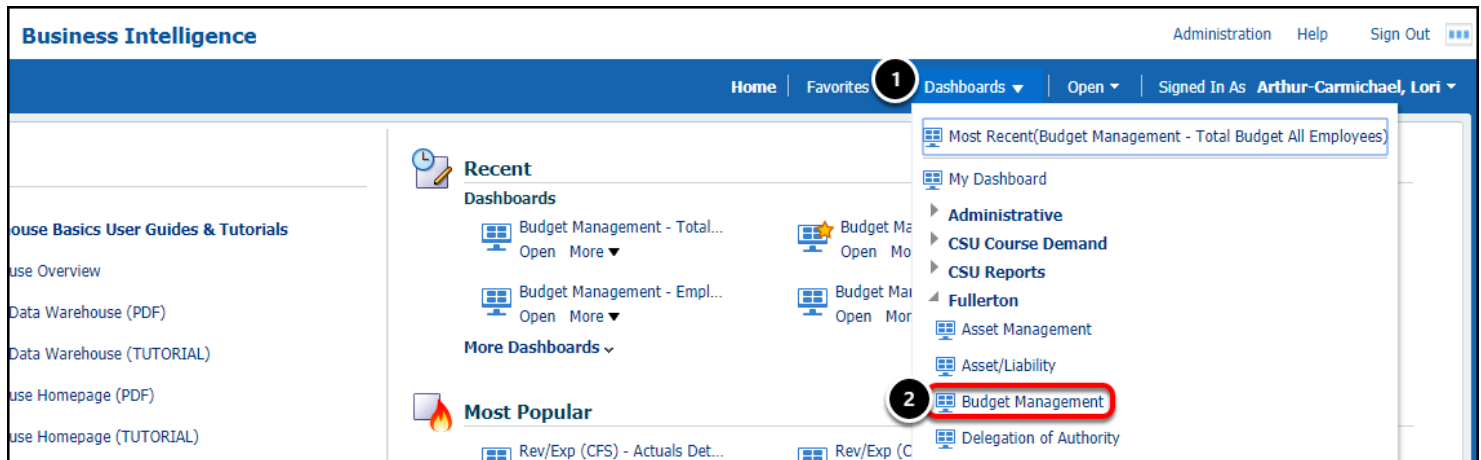 Business Intelligence
Administration Help Sign Out
Home Favorites 1 Dashboards Open Signed In As Arthur-Carmichael, Lori
Most Recent(Budget Management - Total Budget All Employees)
My Dashboard
Administrative
CSU Course Demand
CSU Reports
Fullerton
Asset Management
Asset/Liability
2 Budget Management
Delegation of Authority
Recent
Dashboards
Budget Management - Total...
Open More
Budget Ma
Open Mo
Budget Management - Empl...
Open More
Budget Mar
Open Mor
More Dashboards
Most Popular
Rev/Exp (CFS) - Actuals Det...
Rev/Exp (C
ouse Basics User Guides & Tutorials
use Overview
Data Warehouse (PDF)
Data Warehouse (TUTORIAL)
use Homepage (PDF)
use Homepage (TUTORIAL)